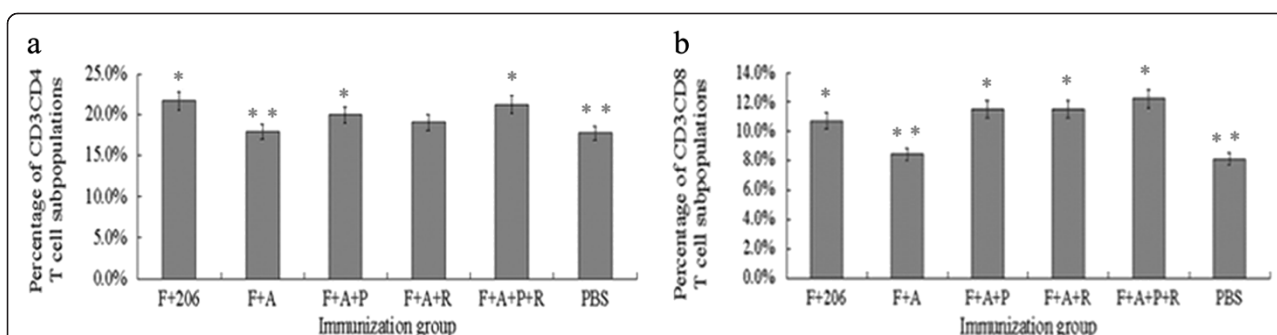 a
Percentage of CD3CD4
T cell subpopulations
25.0%
20.0%
15.0%
10.0%
5.0%
0.0%
*
* *
*
*
* *
F+206 F+A F+A+P F+A+R F+A+P+R PBS
Immunization group
b
Percentage of CD3CD8
T cell subpopulations
14.0%
12.0%
10.0%
8.0%
6.0%
4.0%
2.0%
0.0%
*
* *
*
*
*
* *
F+206 F+A F+A+P F+A+R F+A+P+R PBS
Immunization group